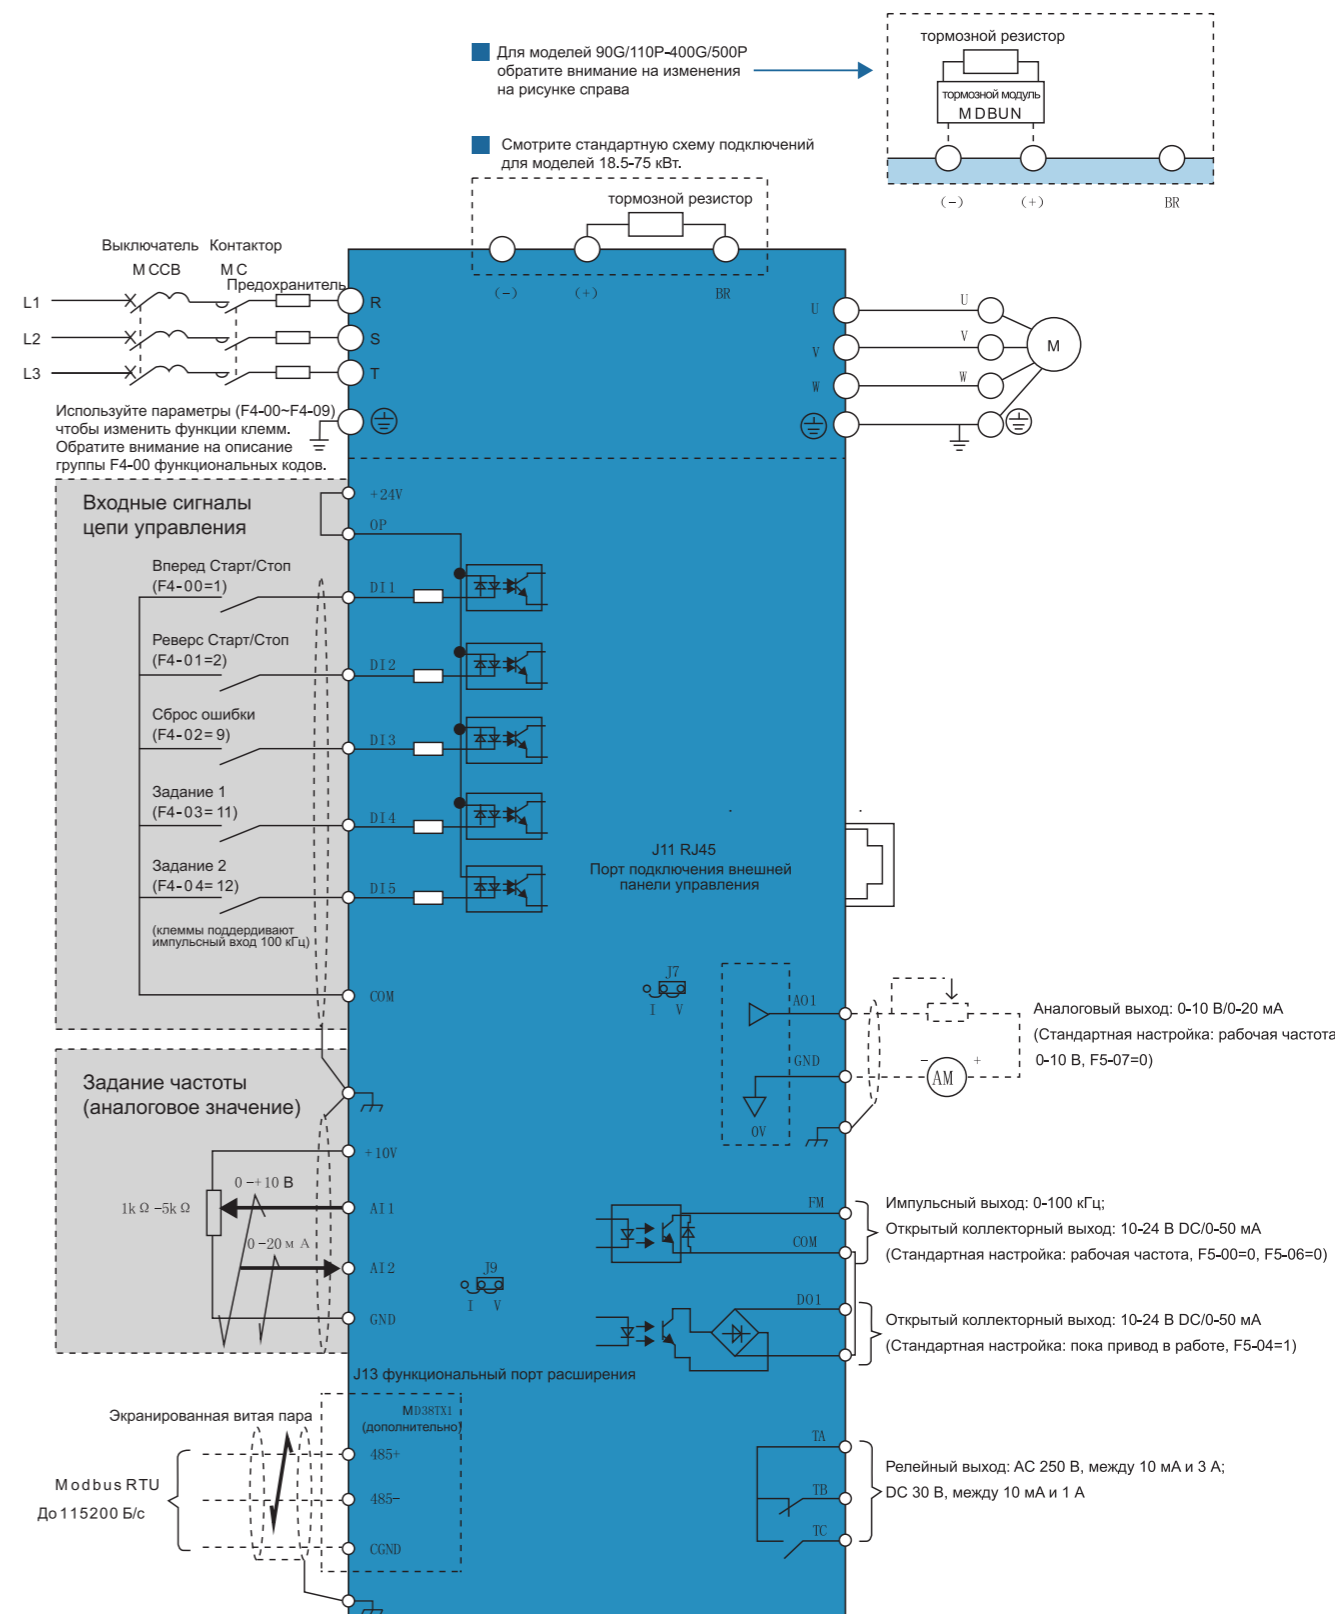 Для моделей 90G/110P-400G/500P
обратите внимание на изменения
на рисунке справа
тормозной резистор
тормозной модуль
MDBUN
(-) (+) BR
Смотрите стандартную схему подключений
для моделей 18.5-75 кВт.
тормозной резистор
(-) (+) BR
Выключатель Контактор
MCCB MC
Предохранитель
L1 R
L2 S
L3 T
U U
V V
W W
M
Используйте параметры (F4-00~F4-09)
чтобы изменить функции клемм.
Обратите внимание на описание
группы F4-00 функциональных кодов.
Входные сигналы
цепи управления
+24V
OP
Вперед Старт/Стоп
(F4-00=1)
DI1
Реверс Старт/Стоп
(F4-01=2)
DI2
Сброс ошибки
(F4-02=9)
DI3
Задание 1
(F4-03=11)
DI4
Задание 2
(F4-04=12)
DI5
(клеммы поддердивают
импульсный вход 100 кГц)
COM
J11 RJ45
Порт подключения внешней
панели управления
J7
I V
AO1
GND
0V
- +
AM
Аналоговый выход: 0-10 В/0-20 мА
(Стандартная настройка: рабочая частота
0-10 В, F5-07=0)
Задание частоты
(аналоговое значение)
+10V
0-+10 В
1kΩ-5kΩ
AI1
0-20мА
AI2
GND
J9
I V
FM
COM
Импульсный выход: 0-100 кГц;
Открытый коллекторный выход: 10-24 В DC/0-50 мА
(Стандартная настройка: рабочая частота, F5-00=0, F5-06=0)
DO1
Открытый коллекторный выход: 10-24 В DC/0-50 мА
(Стандартная настройка: пока привод в работе, F5-04=1)
J13 функциональный порт расширения
MD38TX1
(дополнительно)
Экранированная витая пара
485+
485-
CGND
Modbus RTU
До 115200 Б/с
TA
TB
TC
Релейный выход: AC 250 В, между 10 мА и 3 А;
DC 30 В, между 10 мА и 1 А